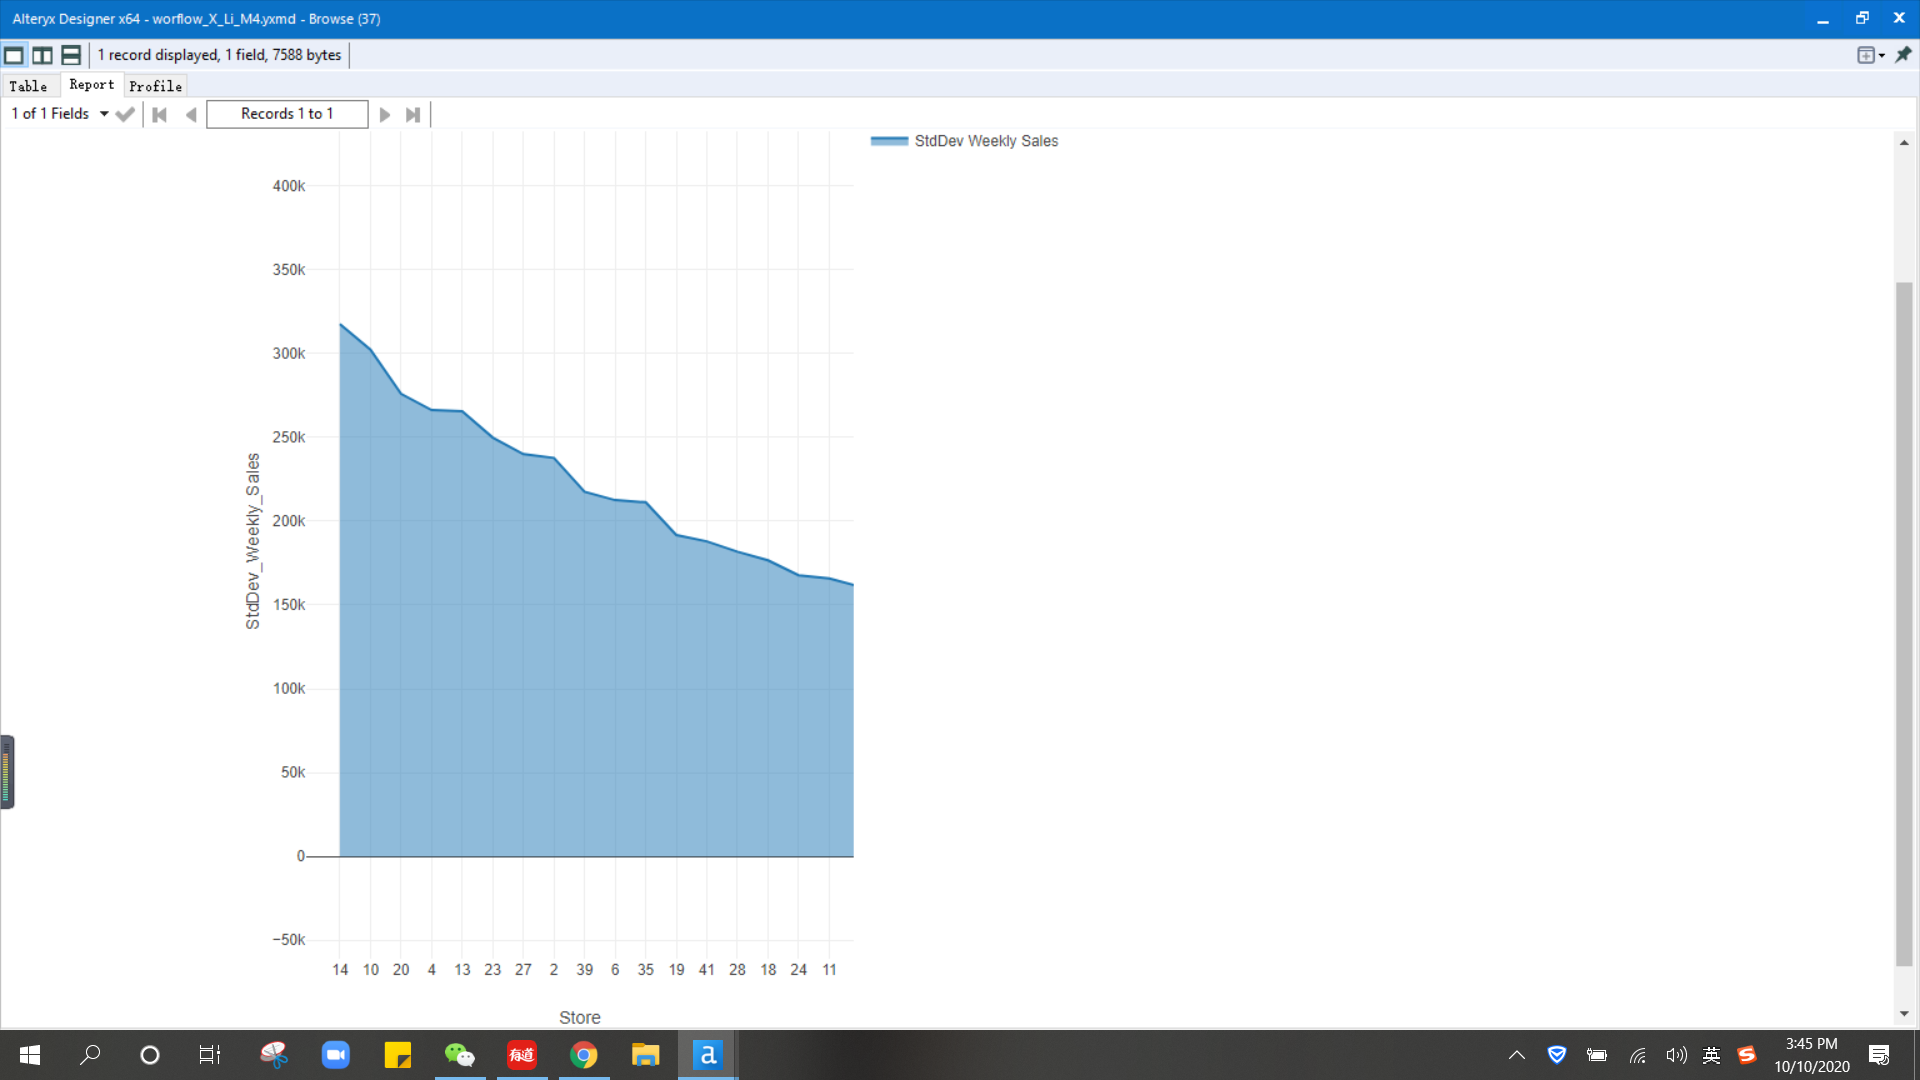 Alteryx Designer x64 - worflow_X_Li_M4.yxmd - Browse (37)
1 record displayed, 1 field, 7588 bytes
Table Report Profile
1 of 1 Fields Records 1 to 1
StdDev Weekly Sales
400k
350k
300k
250k
200k
150k
100k
50k
0
−50k
StdDev_Weekly_Sales
14 10 20 4 13 23 27 2 39 6 35 19 41 28 18 24 11
Store
有道
a
英
S
3:45 PM
10/10/2020